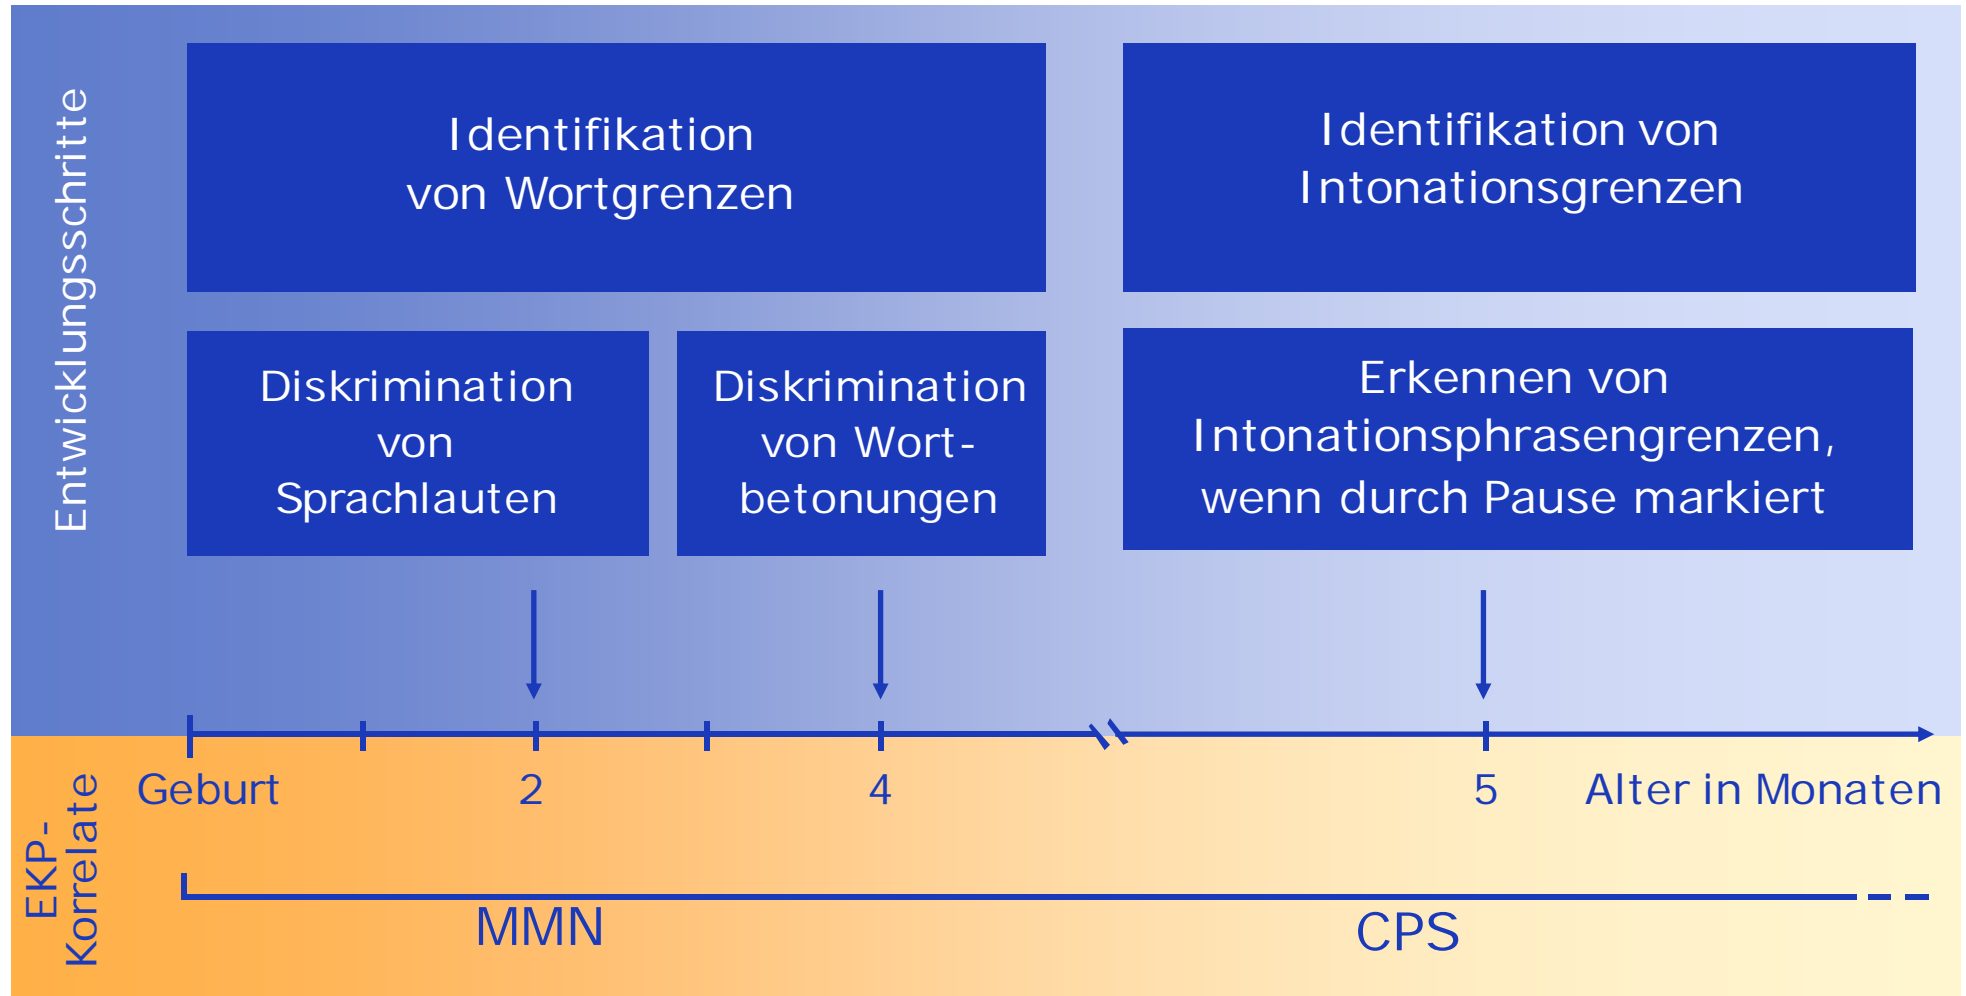 Entwicklungsschritte
Identifikation
von Wortgrenzen
Identifikation von
Intonationsgrenzen
Diskrimination
von
Sprachlauten
Diskrimination
von Wort-
betonungen
Erkennen von
Intonationsphrasengrenzen,
wenn durch Pause markiert
Geburt
2
4
5
Alter in Monaten
EKP-
Korrelate
MMN
CPS